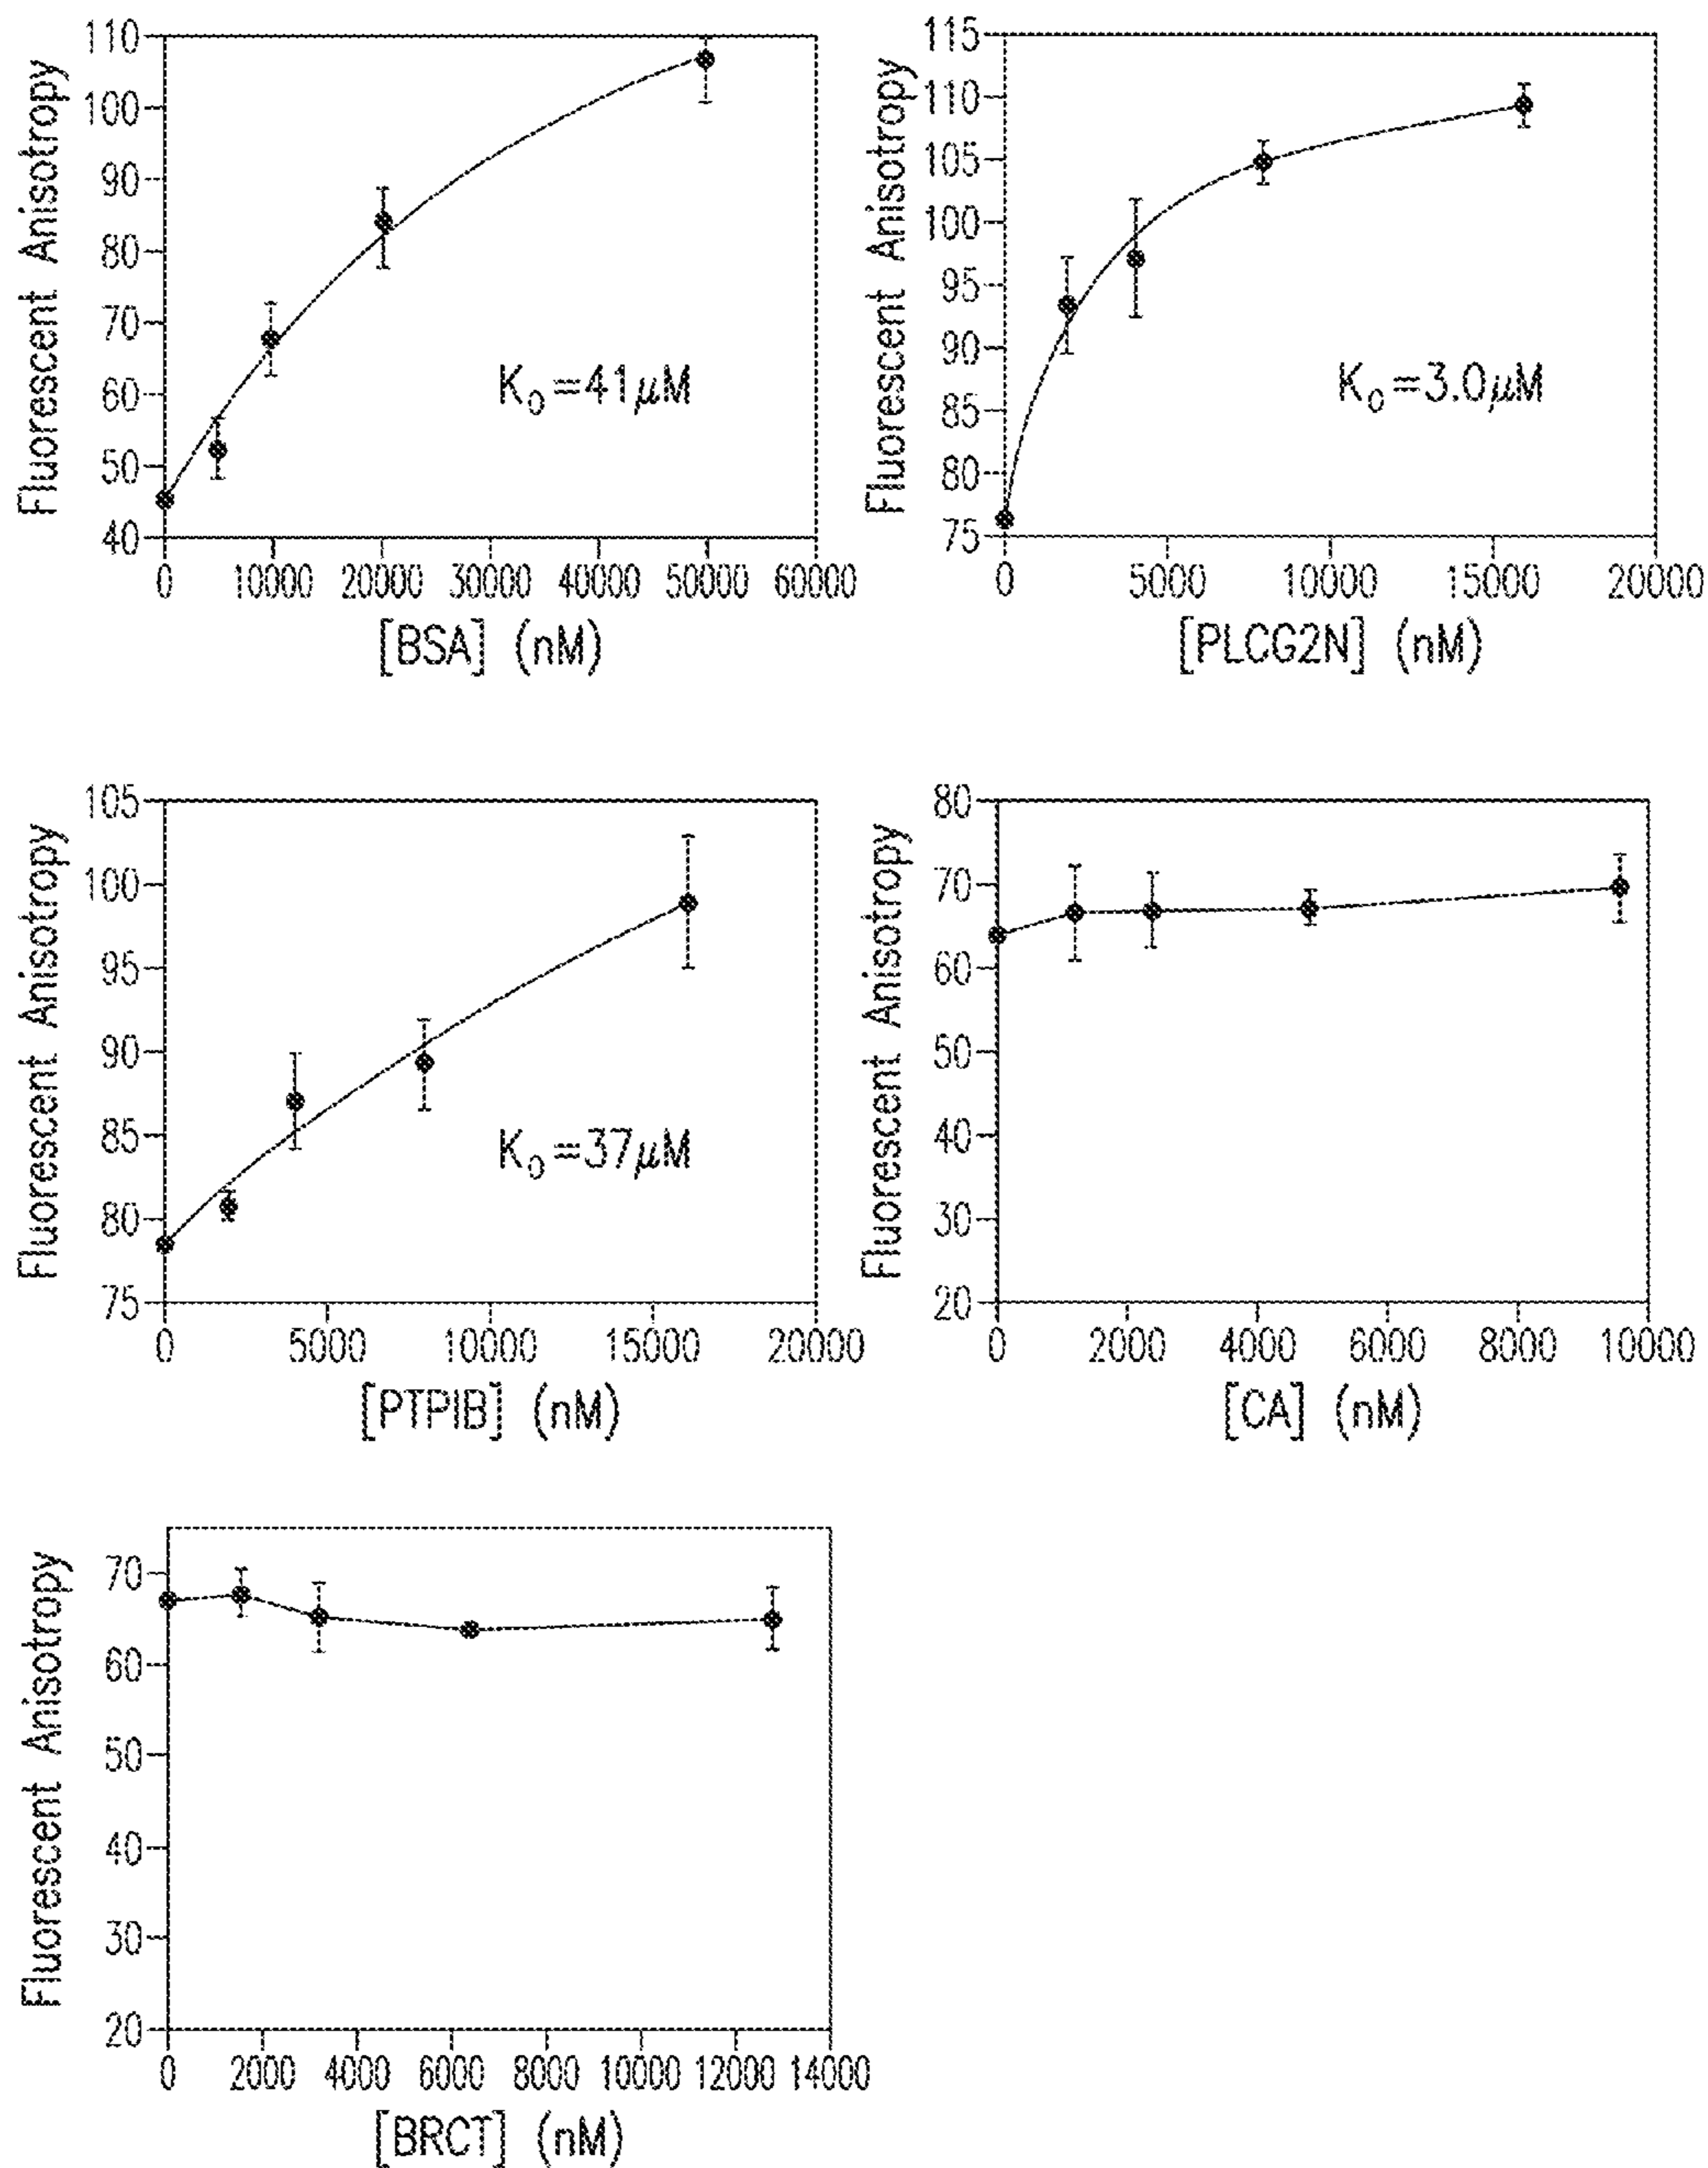 Fluorescent Anisotropy
110
100
90
80
70
60
50
40
K0=41μM
0 10000 20000 30000 40000 50000 60000
[BSA] (nM)
Fluorescent Anisotropy
115
110
105
100
95
90
85
80
75
K0=3.0μM
0 5000 10000 15000 20000
[PLCG2N] (nM)
Fluorescent Anisotropy
105
100
95
90
85
80
75
K0=37μM
0 5000 10000 15000 20000
[PTPIB] (nM)
Fluorescent Anisotropy
80
70
60
50
40
30
20
0 2000 4000 6000 8000 10000
[CA] (nM)
Fluorescent Anisotropy
70
60
50
40
30
20
0 2000 4000 6000 8000 10000 12000 14000
[BRCT] (nM)